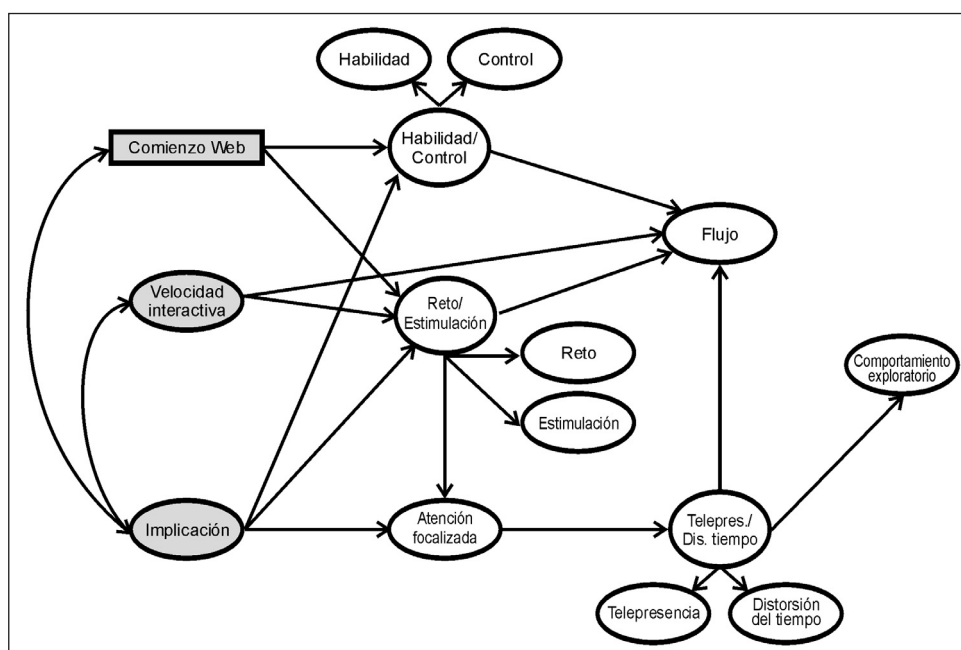 Habilidad
Control
Comienzo Web
Habilidad/
Control
Flujo
Velocidad
interactiva
Reto/
Estimulación
Reto
Comportamiento
exploratorio
Estimulación
Implicación
Atención
focalizada
Telepres./
Dis. tiempo
Telepresencia
Distorsión
del tiempo